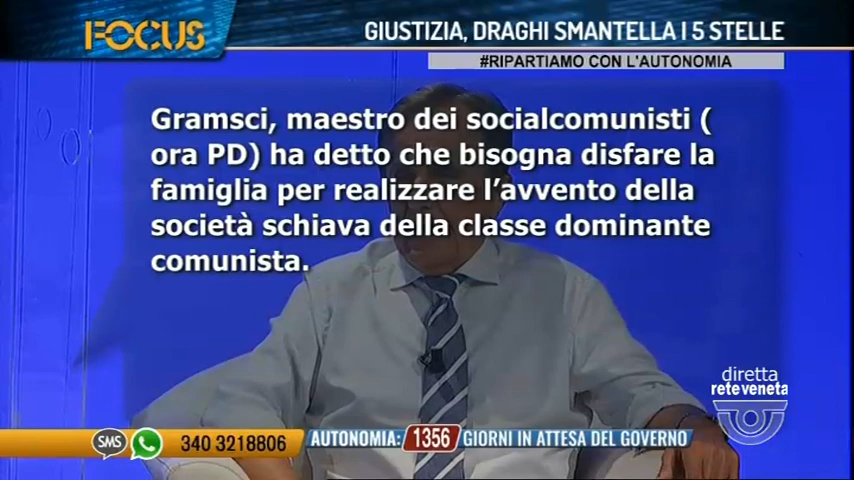 FOCUS
GIUSTIZIA, DRAGHI SMANTELLA I 5 STELLE
#RIPARTIAMO CON L'AUTONOMIA
Gramsci, maestro dei socialcomunisti (
ora PD) ha detto che bisogna disfare la
famiglia per realizzare l’avvento della
società schiava della classe dominante
comunista.
diretta
reteveneta
SMS 340 3218806 AUTONOMIA: 1356 GIORNI IN ATTESA DEL GOVERNO